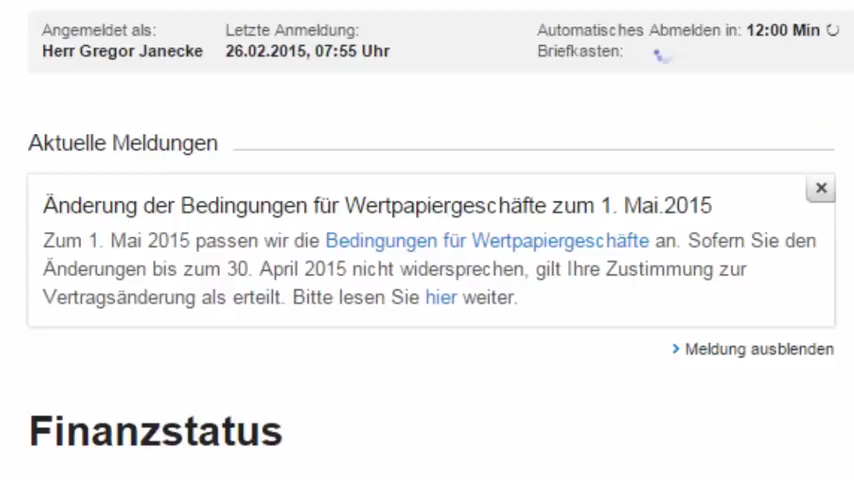 Angemeldet als:
Herr Gregor Janecke
Letzte Anmeldung:
26.02.2015, 07:55 Uhr
Automatisches Abmelden in: 12:00 Min
Briefkasten:
Aktuelle Meldungen
Änderung der Bedingungen für Wertpapiergeschäfte zum 1. Mai.2015
Zum 1. Mai 2015 passen wir die Bedingungen für Wertpapiergeschäfte an. Sofern Sie den
Änderungen bis zum 30. April 2015 nicht widersprechen, gilt Ihre Zustimmung zur
Vertragsänderung als erteilt. Bitte lesen Sie hier weiter.
Meldung ausblenden
Finanzstatus